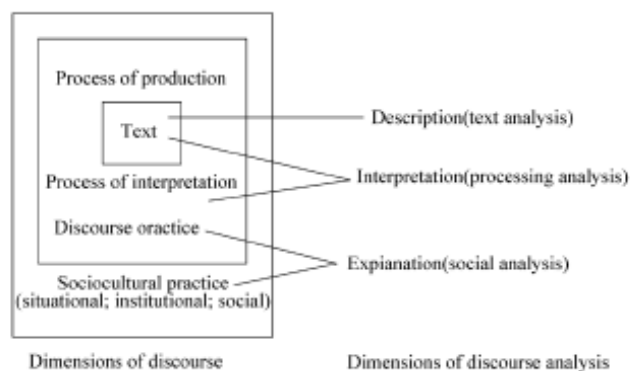 Process of production
Text
Description(text analysis)
Process of interpretation
Interpretation(processing analysis)
Discourse oractice
Expianation(social analysis)
Sociocultural practice
(situational; institutional; social)
Dimensions of discourse
Dimensions of discourse analysis